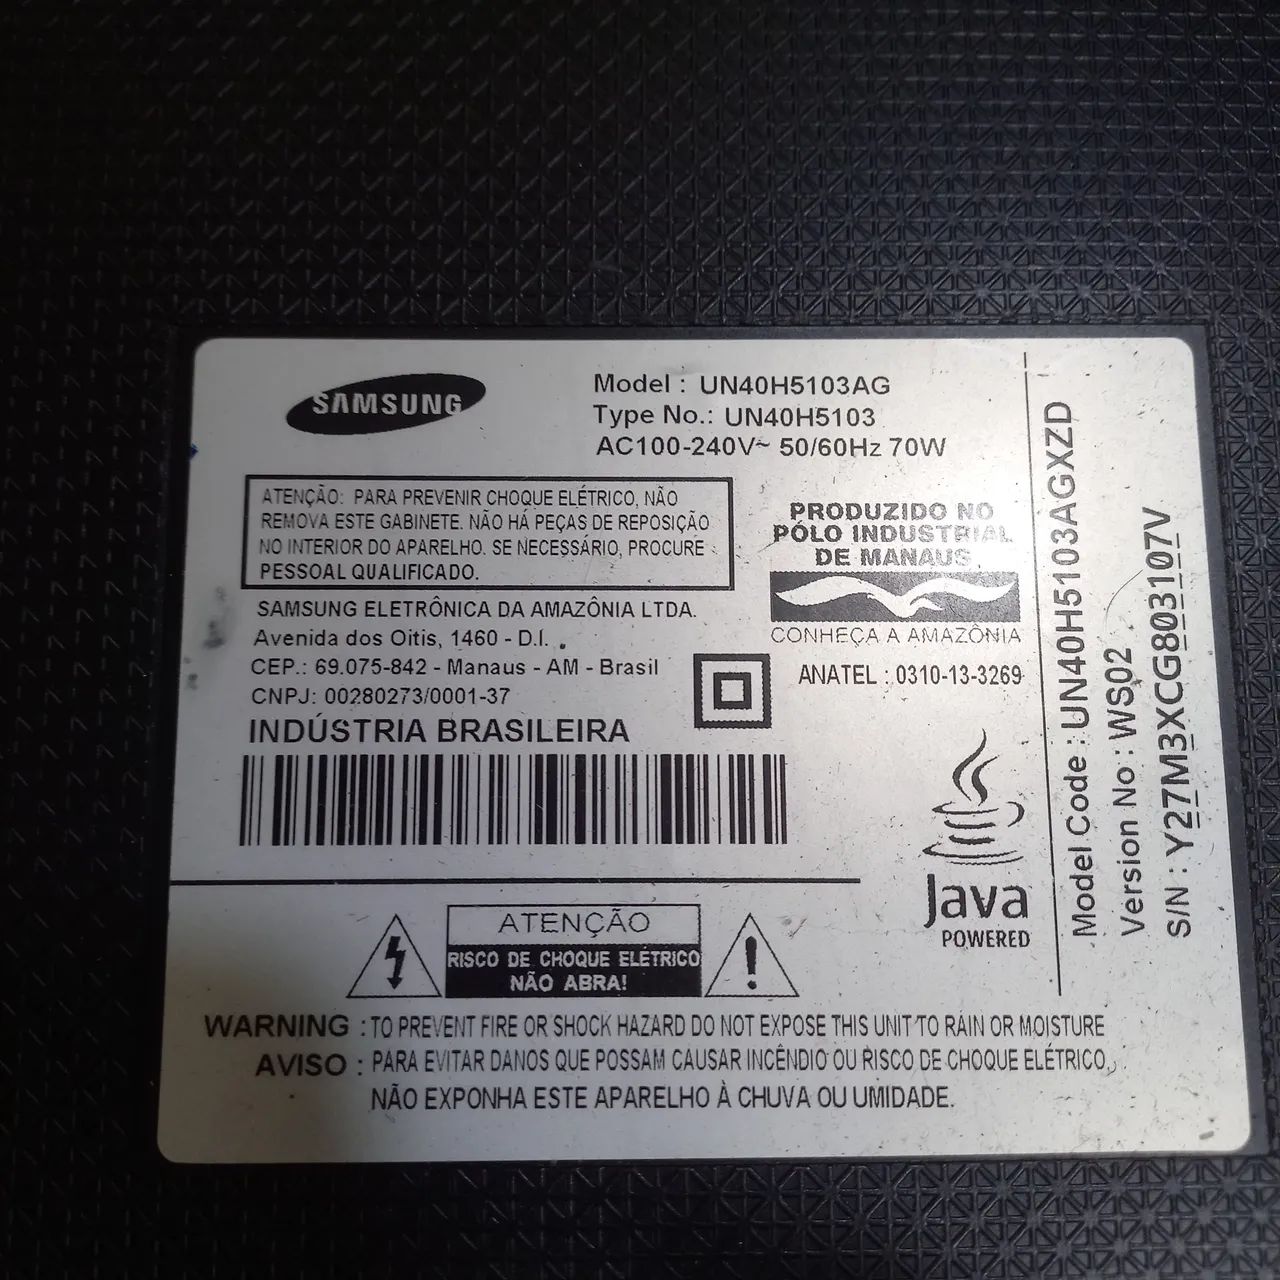 SAMSUNG
Model : UN40H5103AG
Type No.: UN40H5103
AC100-240V~ 50/60Hz 70W
ATENÇÃO: PARA PREVENIR CHOQUE ELÉTRICO, NÃO
REMOVA ESTE GABINETE. NÃO HÁ PEÇAS DE REPOSIÇÃO
NO INTERIOR DO APARELHO. SE NECESSÁRIO, PROCURE
PESSOAL QUALIFICADO.
SAMSUNG ELETRÔNICA DA AMAZÔNIA LTDA.
Avenida dos Oitis, 1460 - D.I.
CEP.: 69.075-842 - Manaus - AM - Brasil
CNPJ: 00280273/0001-37
INDÚSTRIA BRASILEIRA
PRODUZIDO NO
PÓLO INDUSTRIAL
DE MANAUS
CONHEÇA A AMAZÔNIA
ANATEL : 0310-13-3269
Java
POWERED
Model Code : UN40H5103AGXZD
Version No : WS02
S/N : Y27M3XCG803107V
ATENÇÃO
RISCO DE CHOQUE ELÉTRICO
NÃO ABRA!
WARNING : TO PREVENT FIRE OR SHOCK HAZARD DO NOT EXPOSE THIS UNIT TO RAIN OR MOISTURE
AVISO : PARA EVITAR DANOS QUE POSSAM CAUSAR INCÊNDIO OU RISCO DE CHOQUE ELÉTRICO,
NÃO EXPONHA ESTE APARELHO À CHUVA OU UMIDADE.